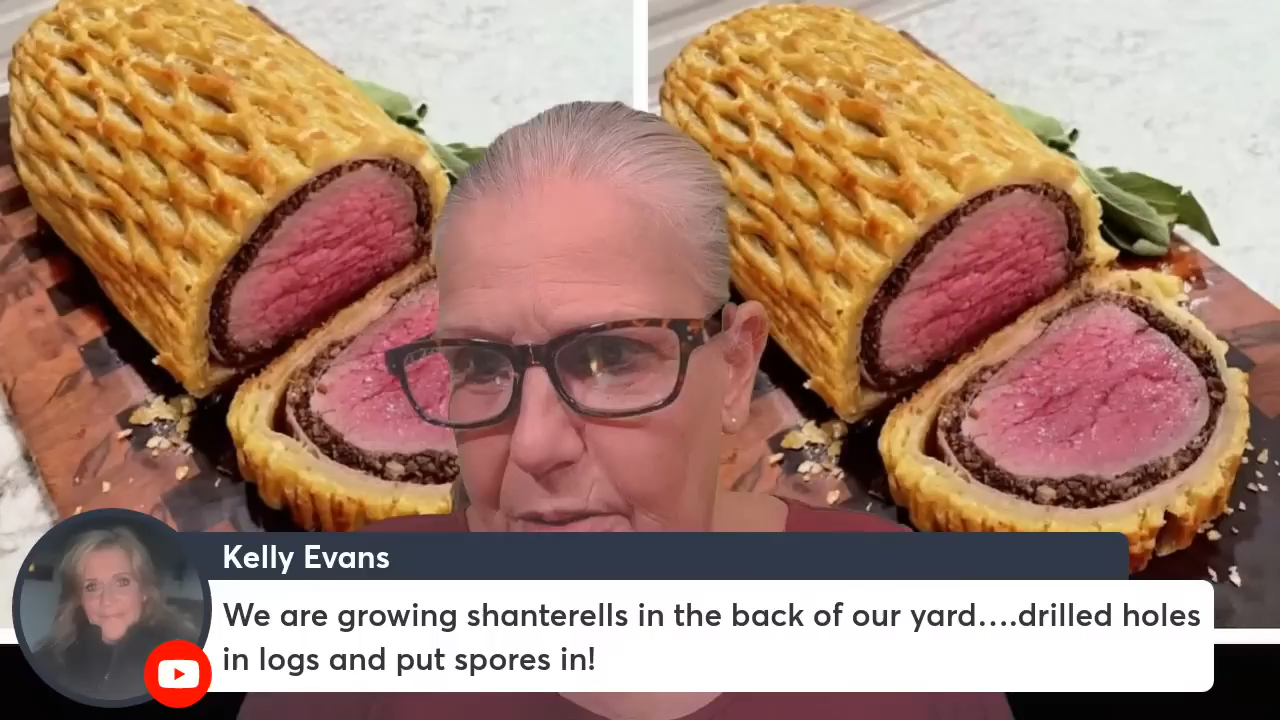 Kelly Evans
We are growing shanterells in the back of our yard....drilled holes
in logs and put spores in!